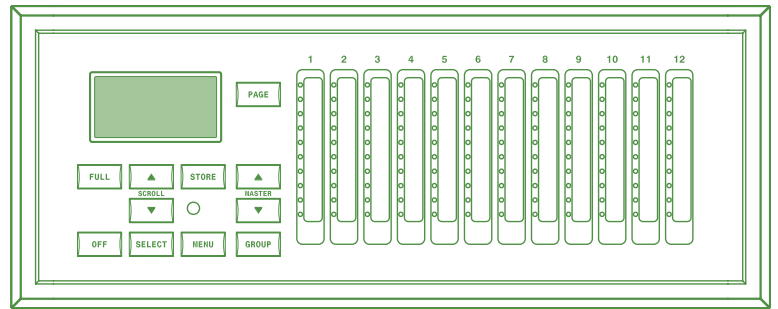 1 2 3 4 5 6 7 8 9 10 11 12
PAGE
FULL STORE
SCROLL MASTER
OFF SELECT MENU GROUP